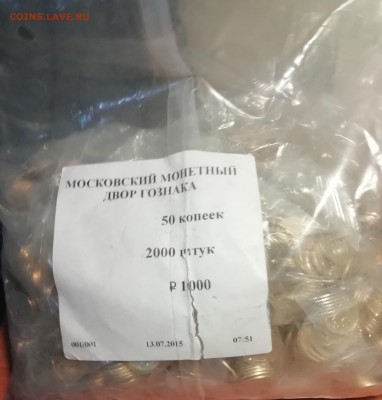 COINS.LAVE.RU
МОСКОВСКИЙ МОНЕТНЫЙ
ДВОР ГОЗНАКА
50 копеек
2000 штук
₽ 1000
13.07.2015 07:51